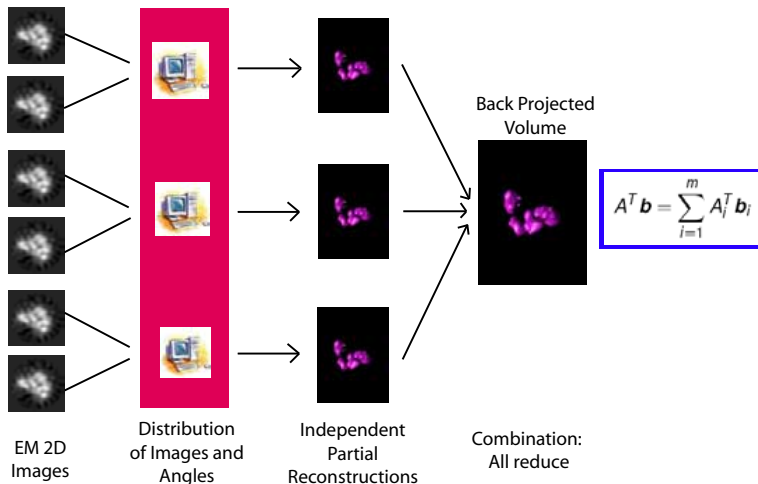 Back Projected
Volume
A^T b = \sum_{i=1}^{m} A_i^T b_i
EM 2D
Images
Distribution
of Images and
Angles
Independent
Partial
Reconstructions
Combination:
All reduce